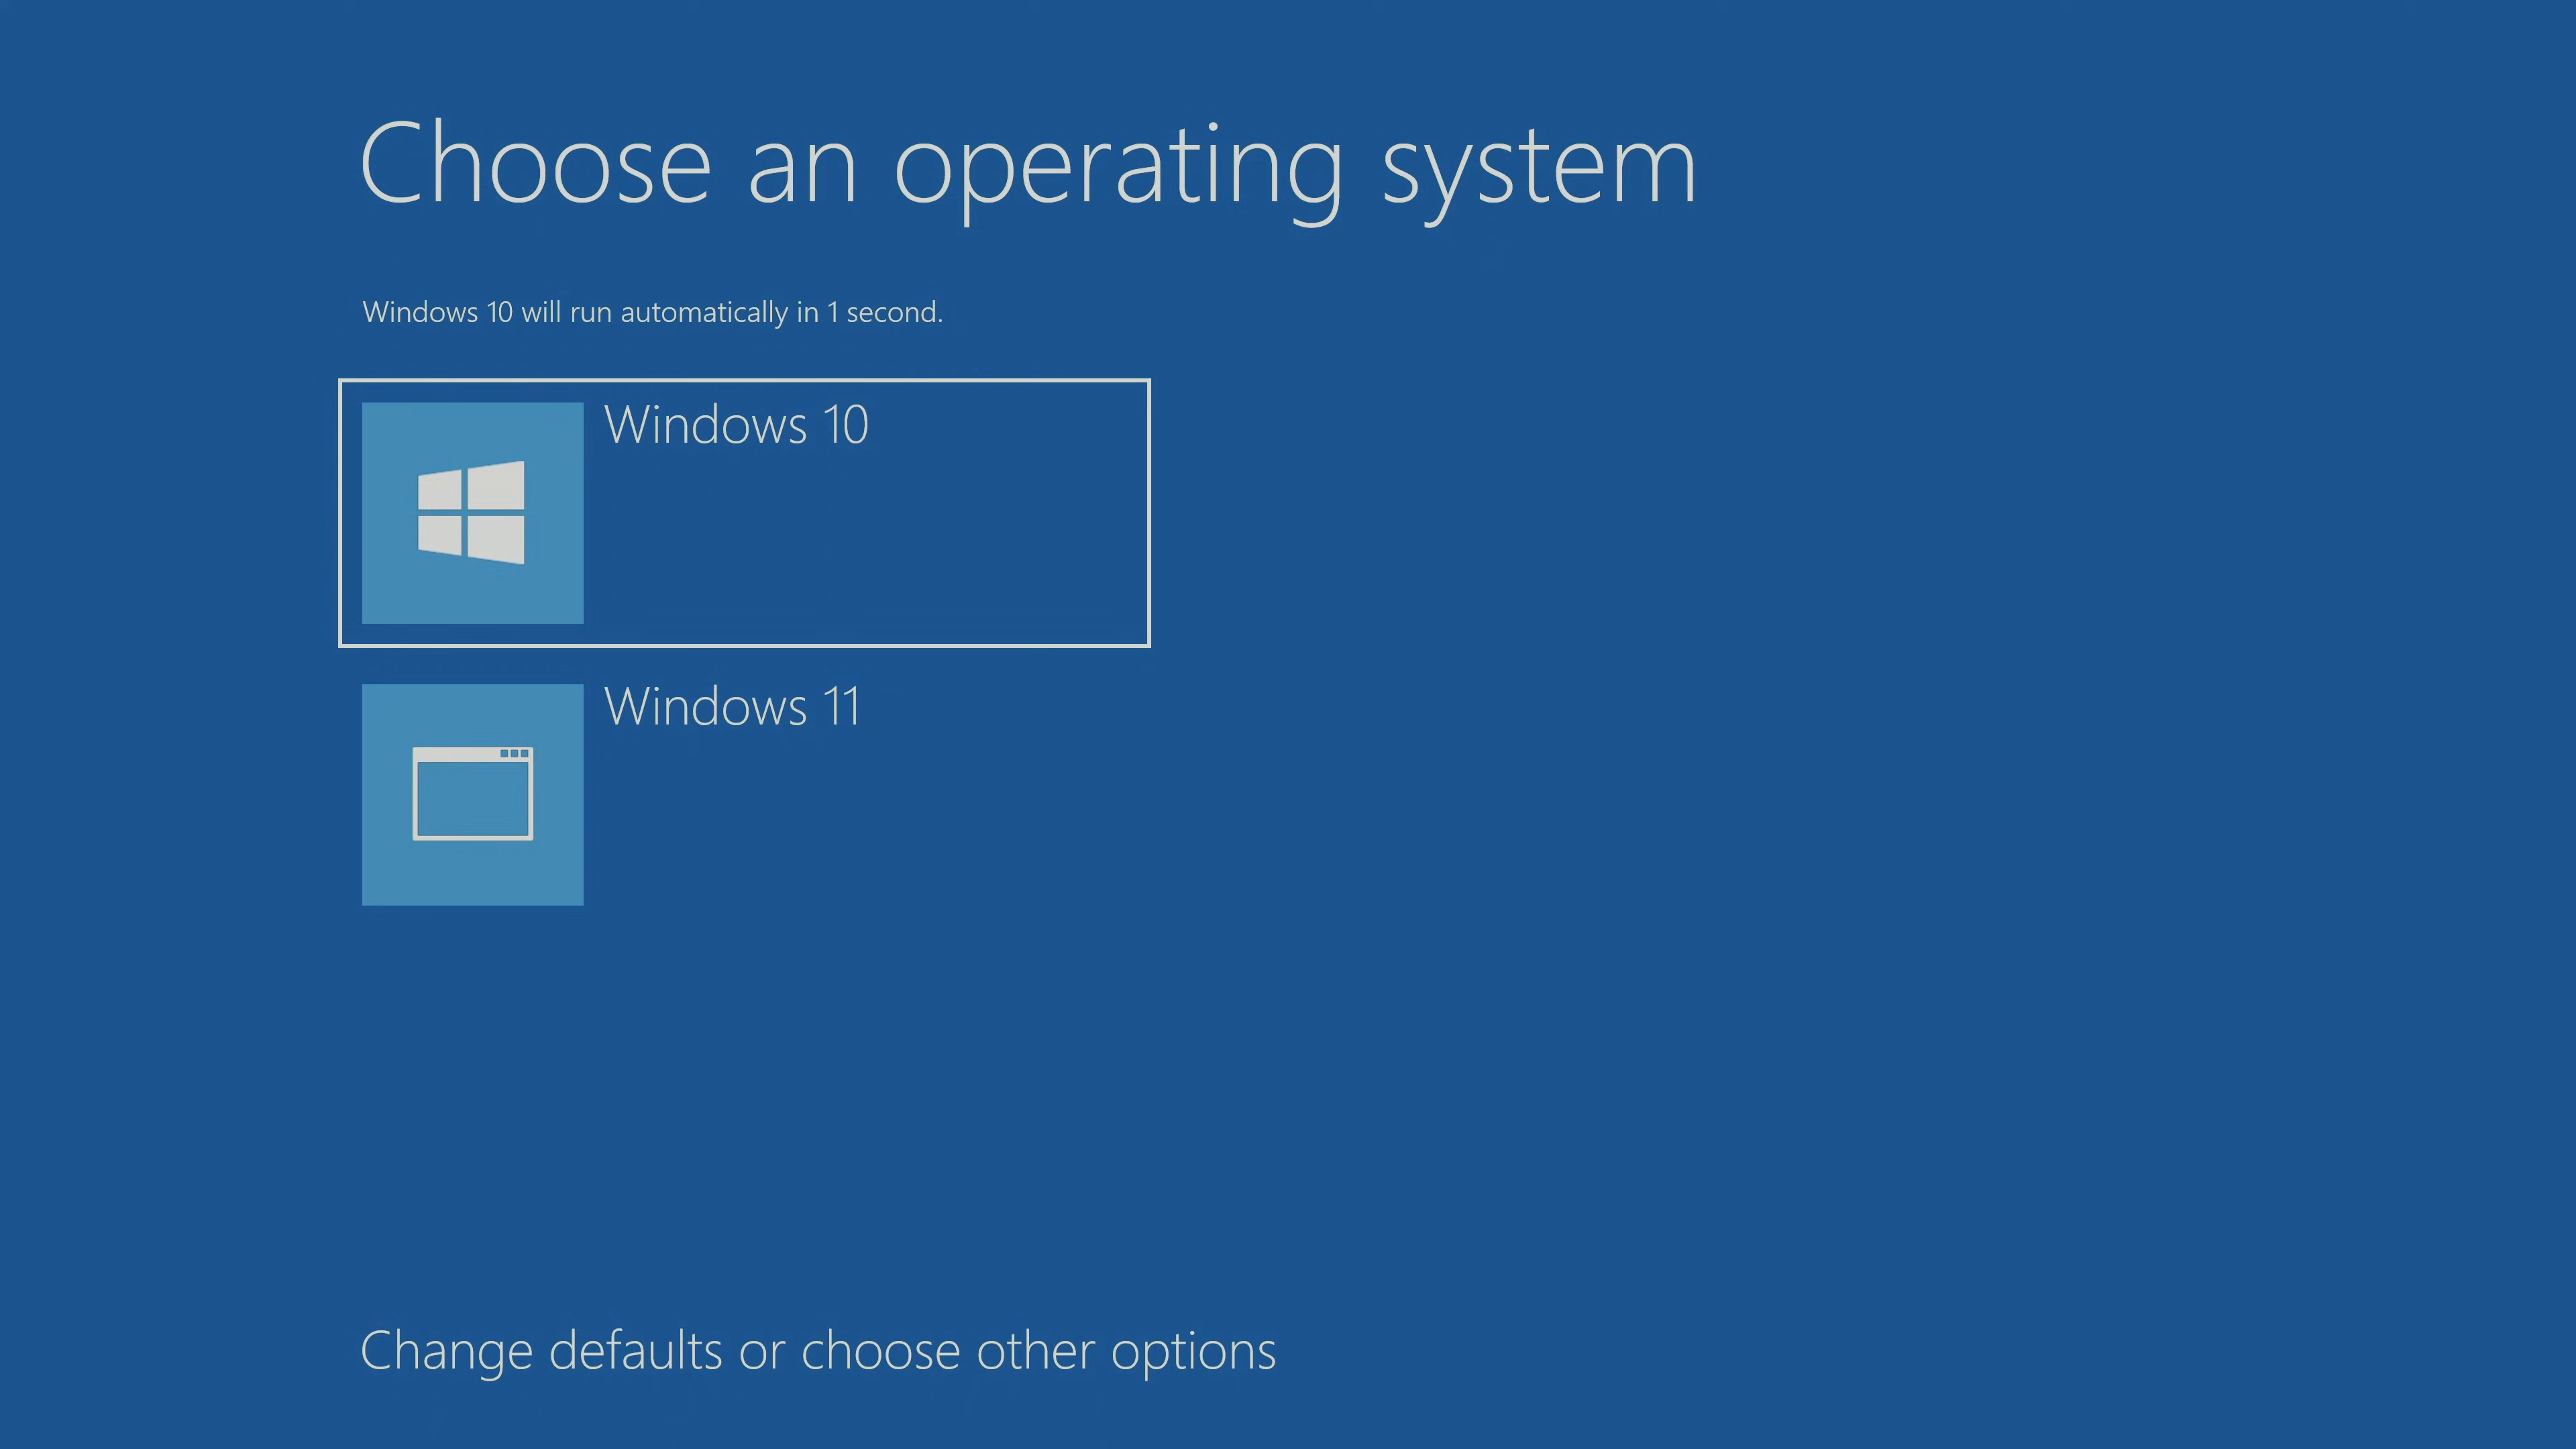 Choose an operating system
Windows 10 will run automatically in 1 second.
Windows 10
Windows 11
Change defaults or choose other options